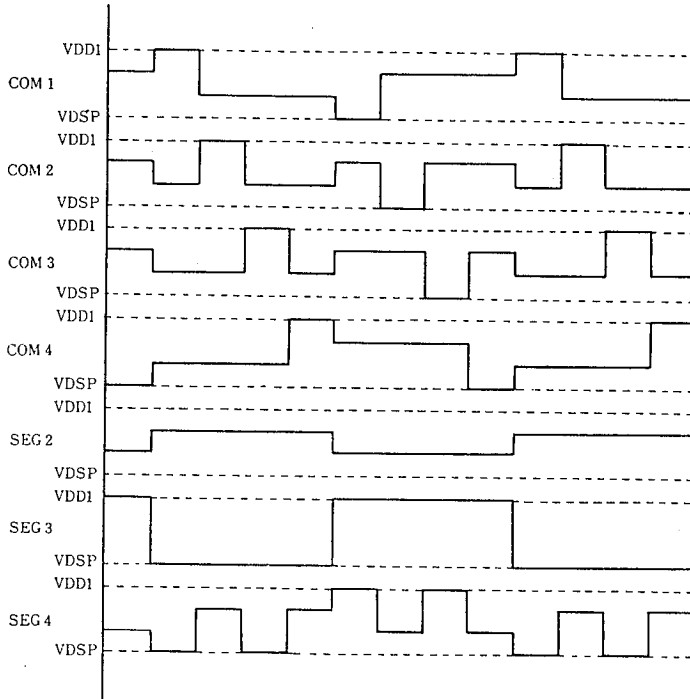 VDD1
COM 1
VDSP
VDD1
COM 2
VDSP
VDD1
COM 3
VDSP
VDD1
COM 4
VDSP
VDD1
SEG 2
VDSP
VDD1
SEG 3
VDSP
VDD1
SEG 4
VDSP